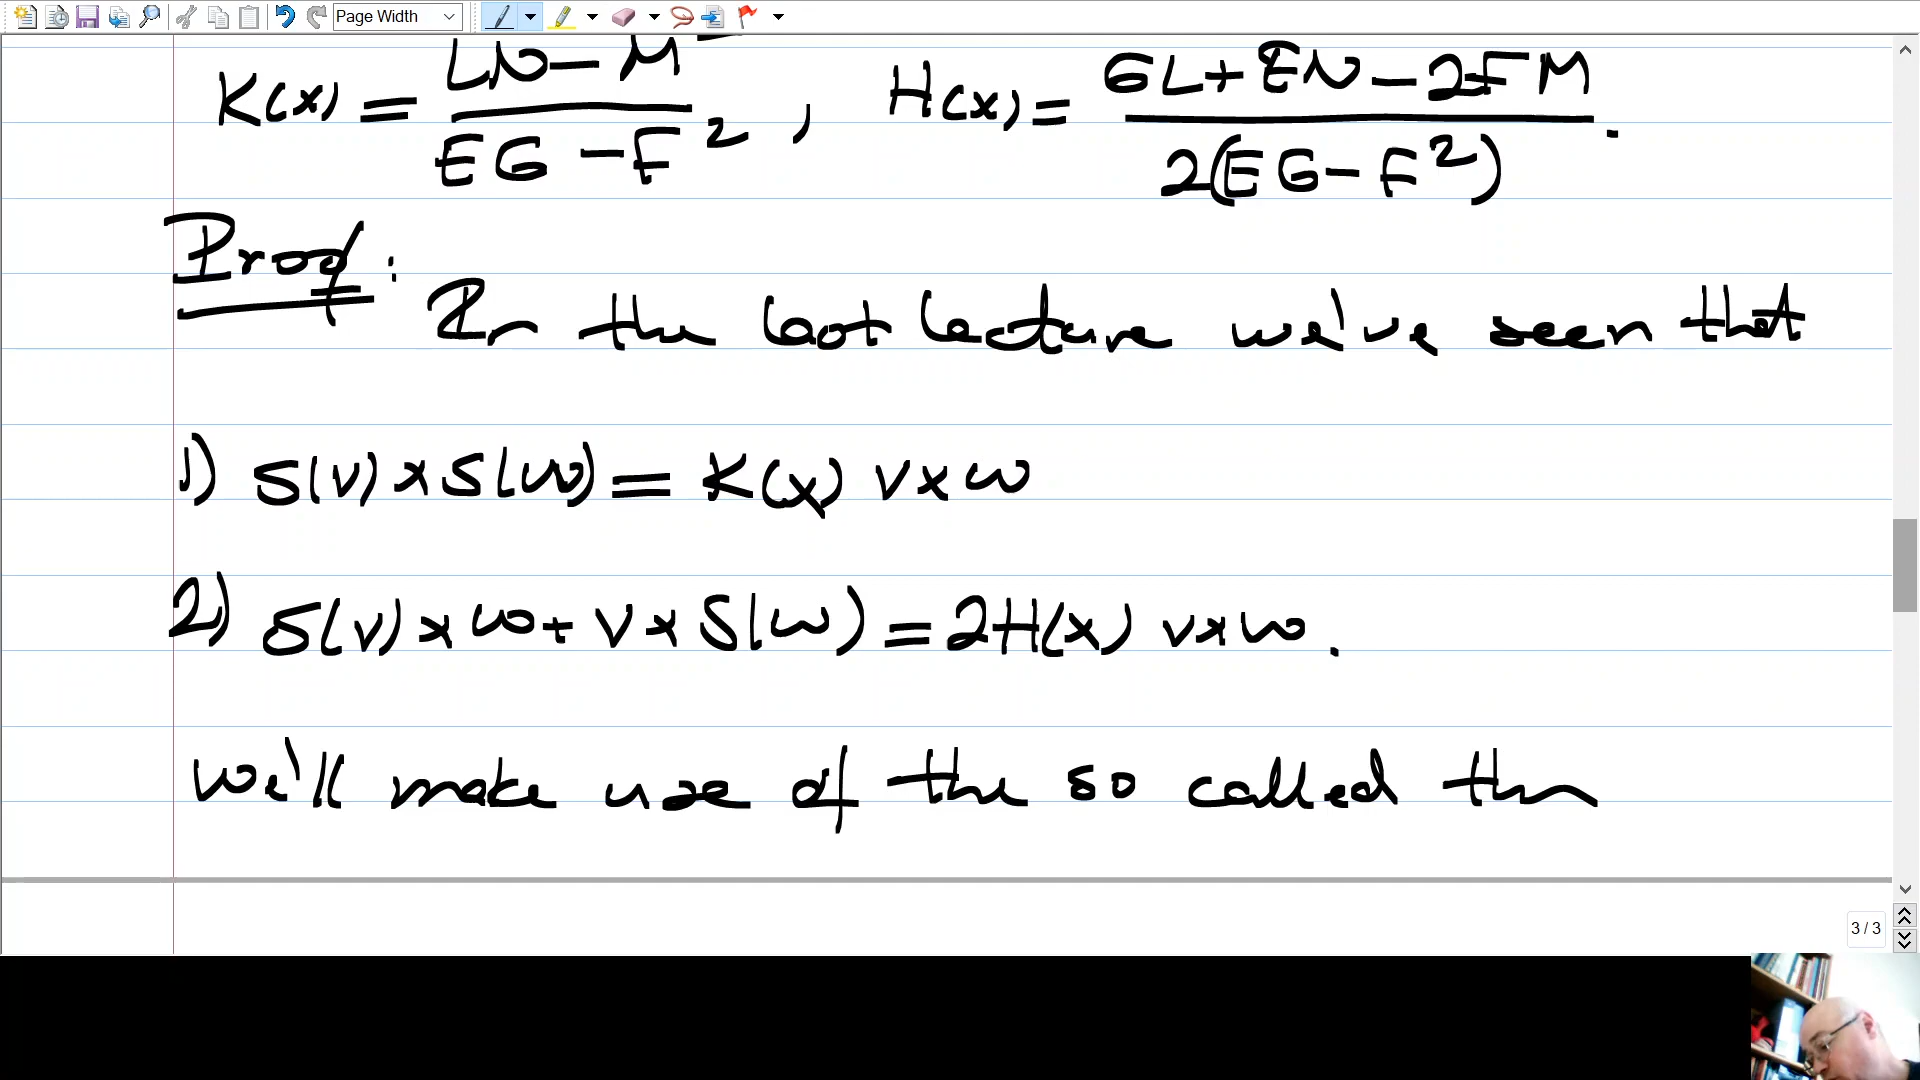 Page Width
K(x) = LN - M / EG - F², H(x) = GL + EN - 2FM / 2(EG - F²).
Proof: In the last lecture we've seen that
1) S(v) × S(w) = K(x) v × w
2) S(v) × w + v × S(w) = 2H(x) v × w.
We'll make use of the so called the
3 / 3